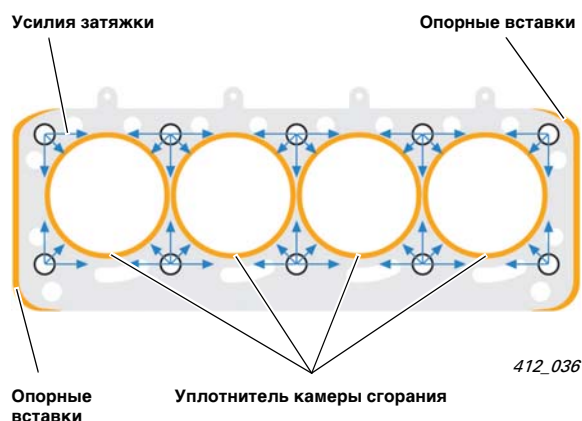 Усилия затяжки
Опорные вставки
412_036
Опорные
вставки
Уплотнитель камеры сгорания